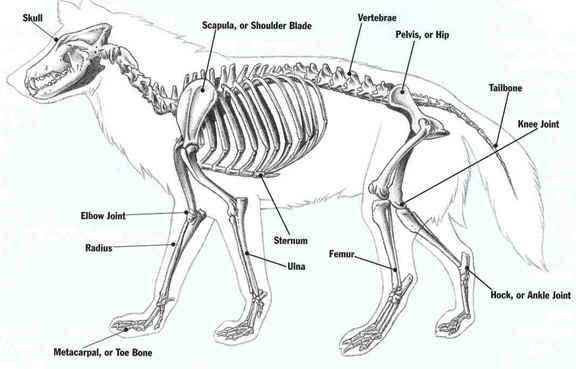 Skull
Scapula, or Shoulder Blade
Vertebrae
Pelvis, or Hip
Tailbone
Knee Joint
Elbow Joint
Radius
Sternum
Ulna
Femur
Hock, or Ankle Joint
Metacarpal, or Toe Bone